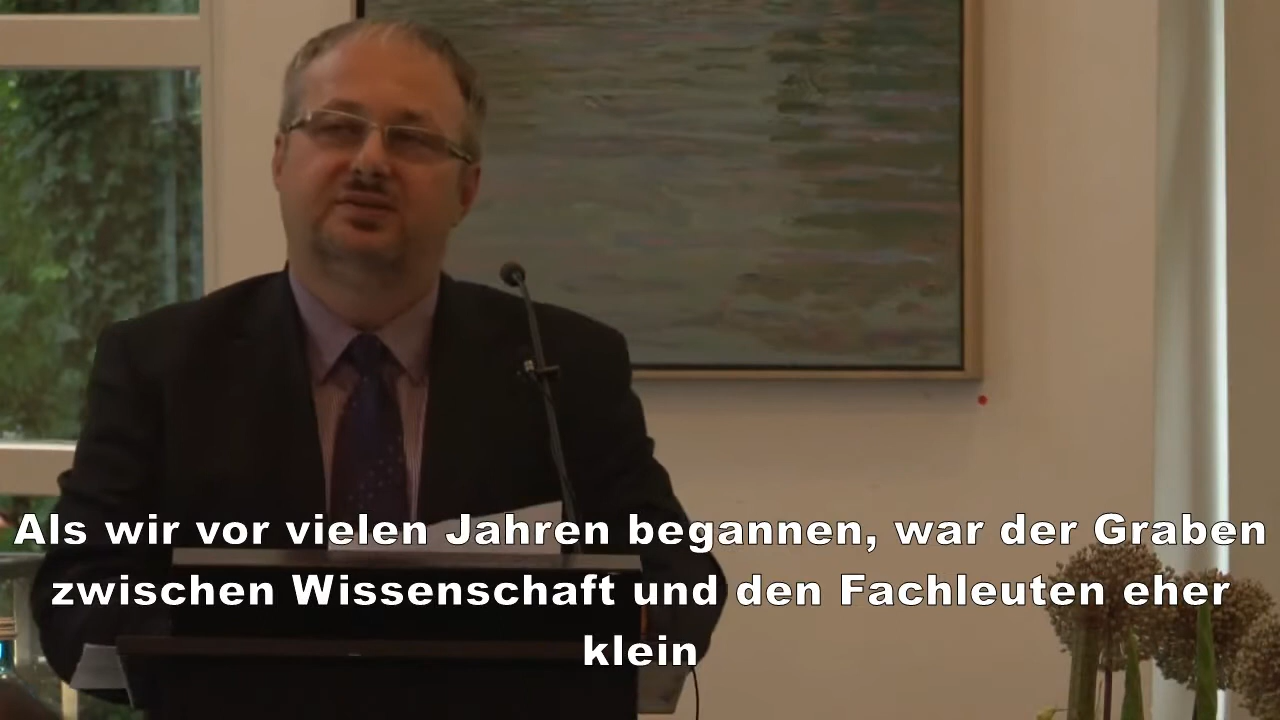 Als wir vor vielen Jahren begannen, war der Graben
zwischen Wissenschaft und den Fachleuten eher
klein